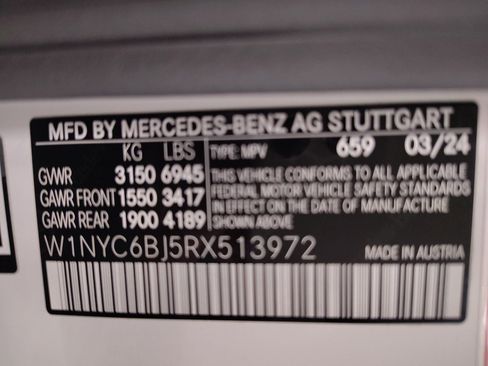 MFD BY MERCEDES-BENZ AG STUTTGART
KG LBS TYPE: MPV 659 03/24
GVWR 3150 6945 THIS VEHICLE CONFORMS TO ALL APPLICABLE
GAWR FRONT 1550 3417 FEDERAL MOTOR VEHICLE SAFETY STANDARDS
IN EFFECT ON THE DATE OF MANUFACTURE
GAWR REAR 1900 4189 SHOWN ABOVE
W1NYC6BJ5RX513972 MADE IN AUSTRIA